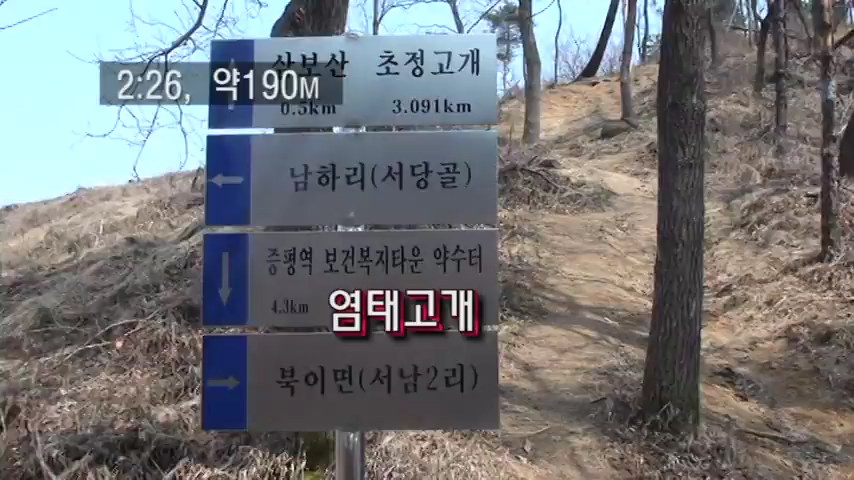 삼보산 초정고개
2:26, 약190M
0.5km 3.091km
남하리(서당골)
증평역 보건복지타운 약수터
4.3km
염태고개
북이면(서남2리)